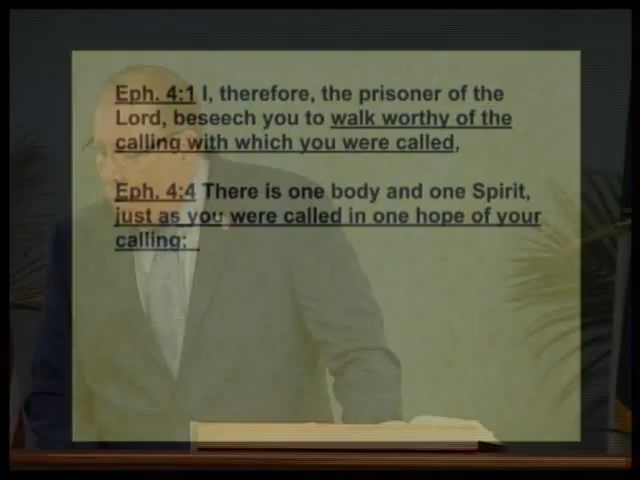 Eph. 4:1 I, therefore, the prisoner of the
Lord, beseech you to walk worthy of the
calling with which you were called,
Eph. 4:4 There is one body and one Spirit,
just as you were called in one hope of your
calling;